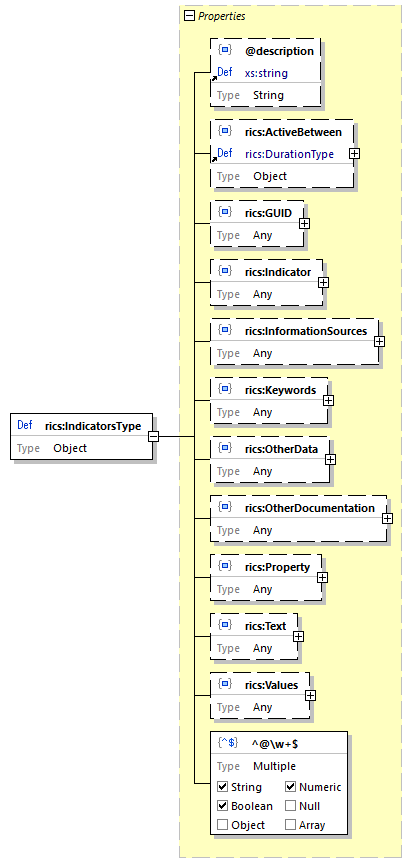 Properties
@description
Def xs:string
Type String
rics:ActiveBetween
Def rics:DurationType
Type Object
rics:GUID
Type Any
rics:Indicator
Type Any
rics:InformationSources
Type Any
rics:Keywords
Type Any
Def rics:IndicatorsType
Type Object
rics:OtherData
Type Any
rics:OtherDocumentation
Type Any
rics:Property
Type Any
rics:Text
Type Any
rics:Values
Type Any
{^$} ^@\w+$
Type Multiple
String Numeric
Boolean Null
Object Array